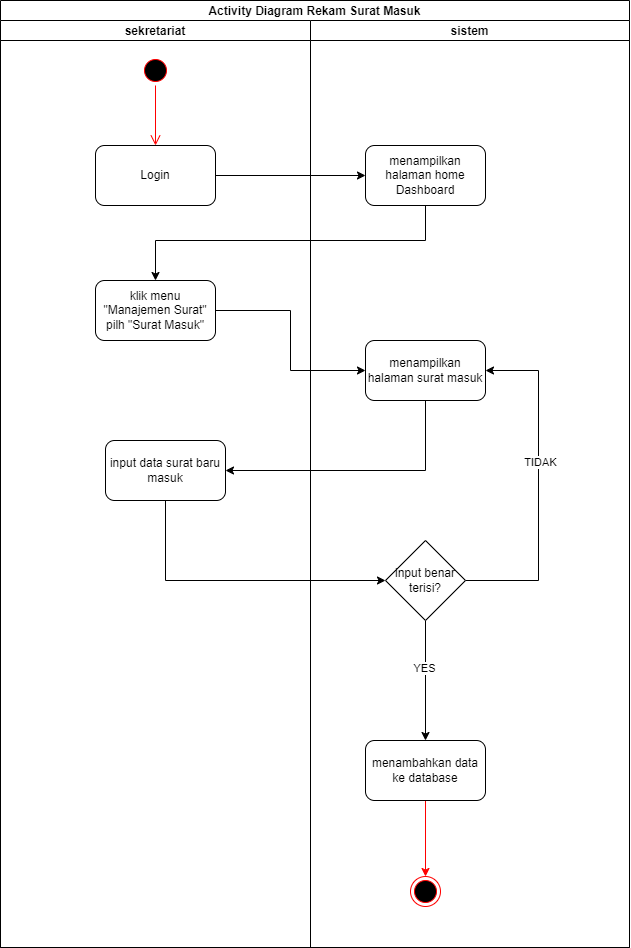 Activity Diagram Rekam Surat Masuk
sekretariat
sistem
Login
menampilkan
halaman home
Dashboard
klik menu
"Manajemen Surat"
pilh "Surat Masuk"
menampilkan
halaman surat masuk
input data surat baru
masuk
TIDAK
input benar
terisi?
YES
menambahkan data
ke database